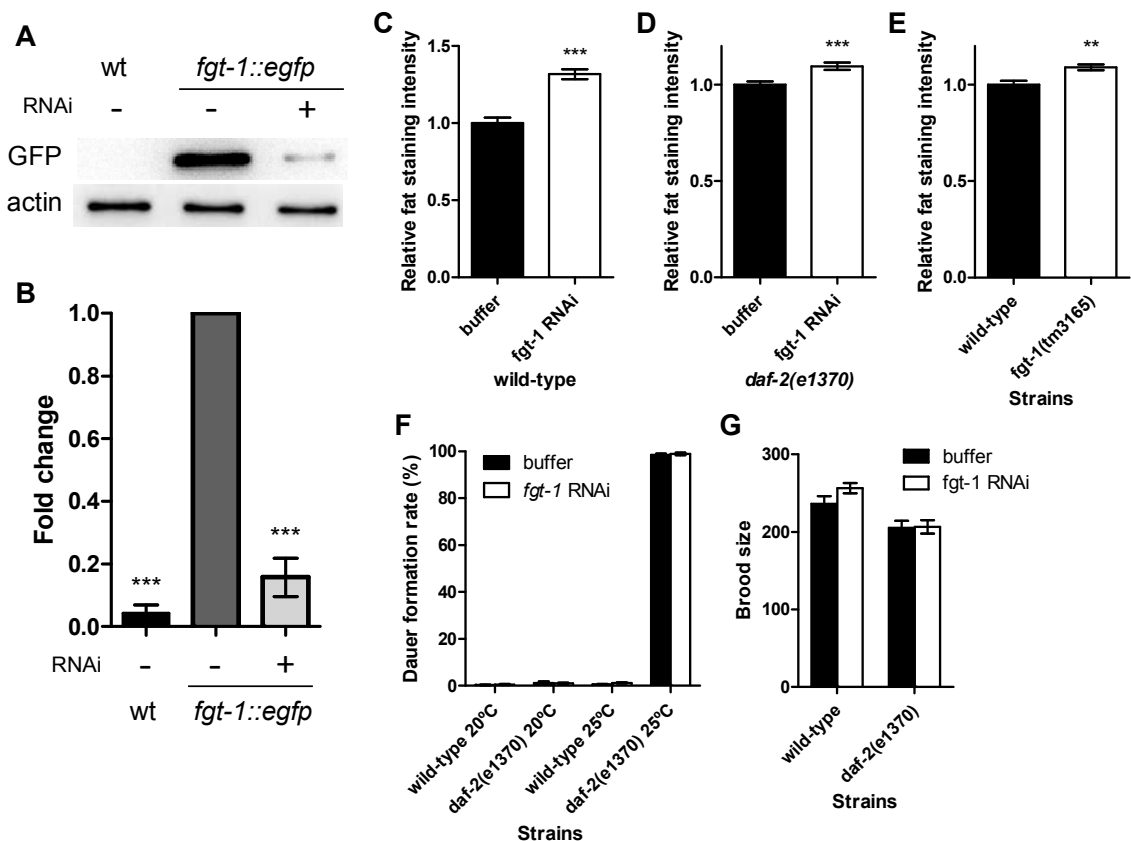 A
wt fgt-1::egfp
RNAi - - +
GFP
actin
B
Fold change
1.0
0.8
0.6
0.4
0.2
0.0
***
***
RNAi - - +
wt fgt-1::egfp
C
Relative fat staining intensity
1.5
1.0
0.5
0.0
***
buffer
fgt-1 RNAi
wild-type
D
Relative fat staining intensity
1.0
0.5
0.0
***
buffer
fgt-1 RNAi
daf-2(e1370)
E
Relative fat staining intensity
1.0
0.5
0.0
**
wild-type
fgt-1(tm3165)
Strains
F
Dauer formation rate (%)
100
80
60
40
20
0
buffer
fgt-1 RNAi
wild-type 20ºC
daf-2(e1370) 20ºC
wild-type 25ºC
daf-2(e1370) 25ºC
Strains
G
Brood size
300
200
100
0
buffer
fgt-1 RNAi
wild-type
daf-2(e1370)
Strains